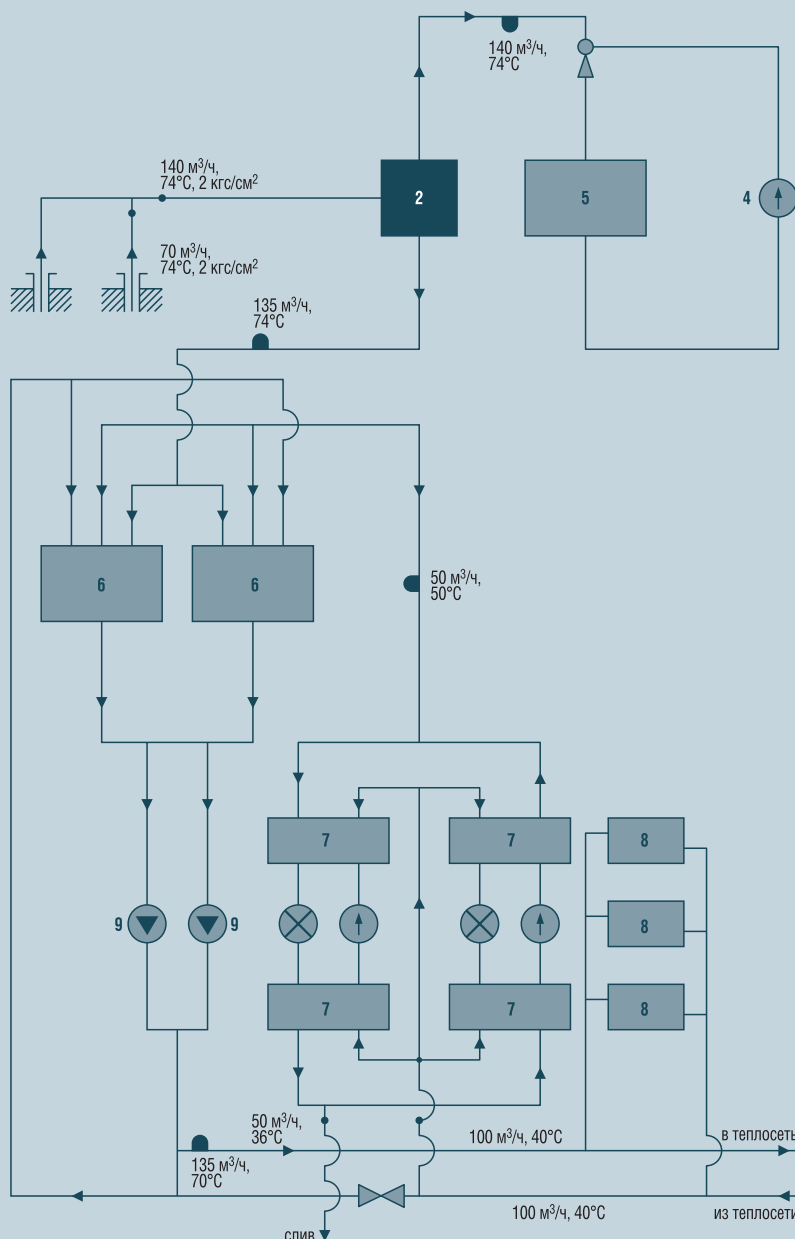 140 м³/ч,
74°С
140 м³/ч,
74°С, 2 кгс/см²
2
5
4
70 м³/ч,
74°С, 2 кгс/см²
135 м³/ч,
74°С
6
6
50 м³/ч,
50°С
7
7
8
9
9
8
7
7
8
50 м³/ч,
36°С
100 м³/ч, 40°С
в теплосеть
135 м³/ч,
70°С
100 м³/ч, 40°С
из теплосети
слив